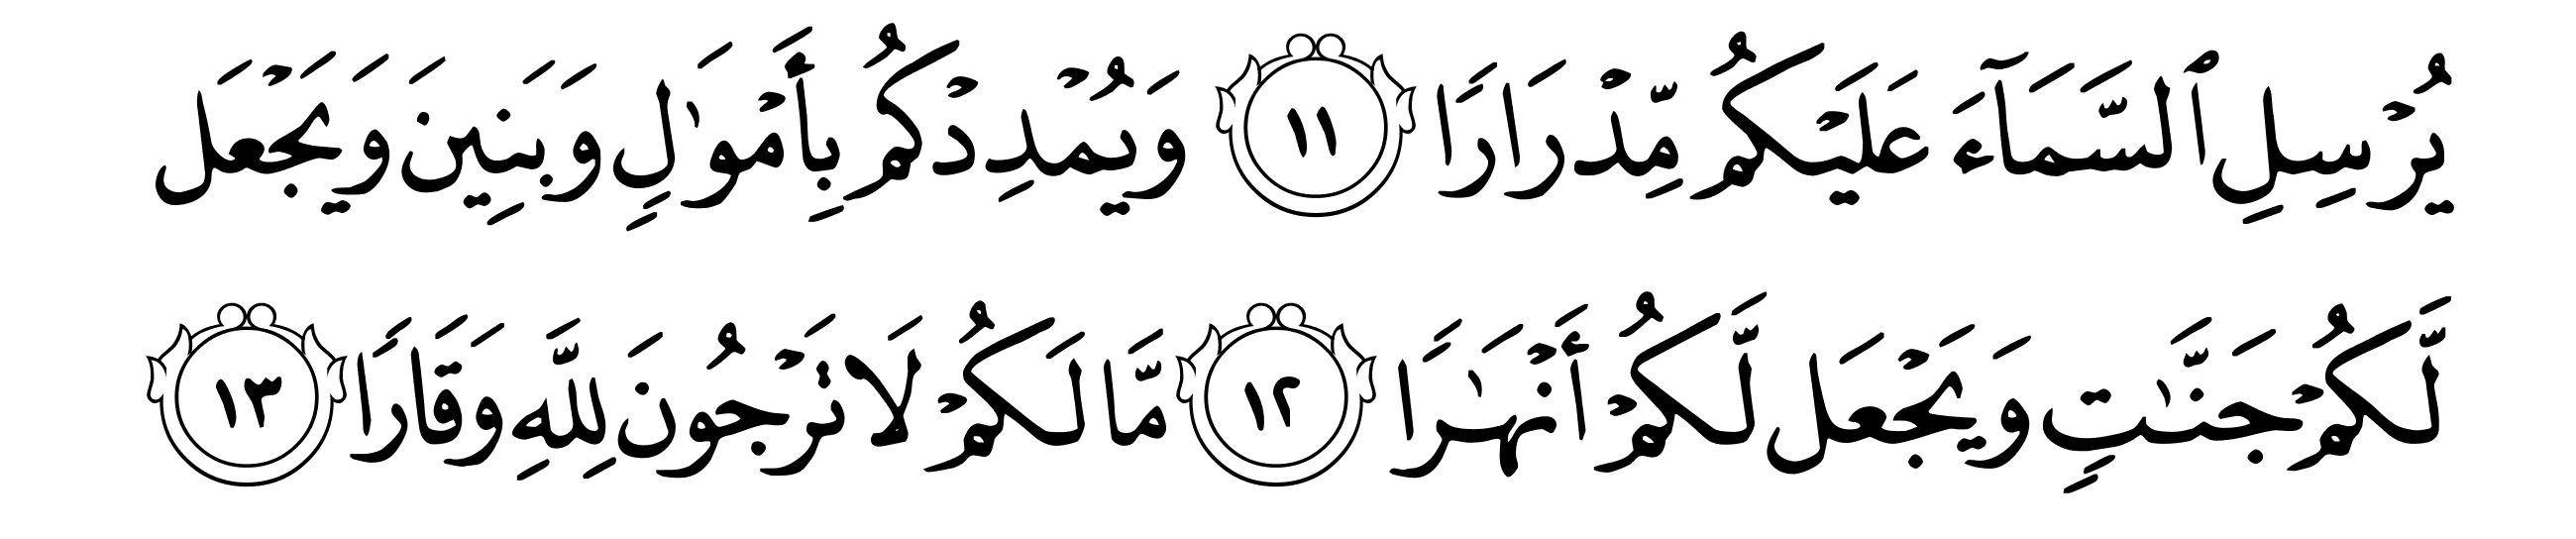 يُرْسِلِ ٱلسَّمَآءَ عَلَيْكُم مِّدْرَارًا ١١ وَيُمْدِدْكُم بِأَمْوَٰلٍ وَبَنِينَ وَيَجْعَل
لَّكُمْ جَنَّٰتٍ وَيَجْعَل لَّكُمْ أَنْهَٰرًا ١٢ مَّا لَكُمْ لَا تَرْجُونَ لِلَّهِ وَقَارًا ١٣